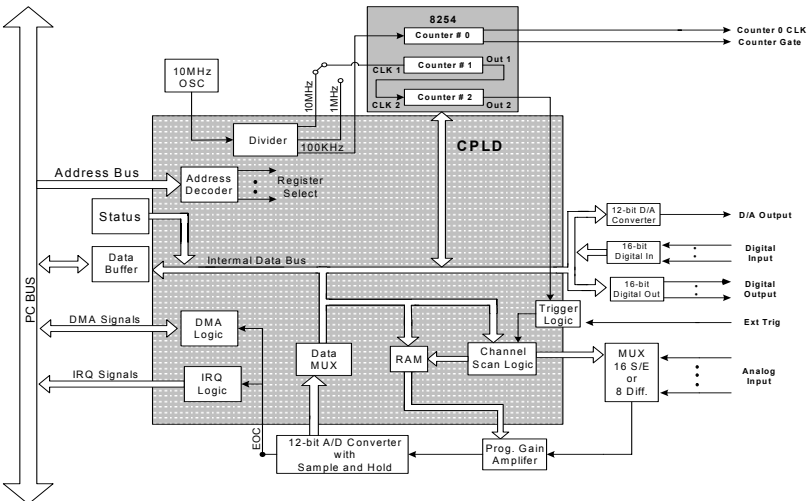 8254
Counter # 0
Counter 0 CLK
Counter Gate
10MHz
OSC
CLK 1
Counter # 1
Out 1
CLK 2
Counter # 2
Out 2
10MHz
1MHz
Divider
100KHz
CPLD
Address Bus
Address
Decoder
Register
Select
Status
12-bit D/A
Converter
D/A Output
Data
Buffer
Internal Data Bus
16-bit
Digital In
Digital
Input
PC BUS
16-bit
Digital Out
Digital
Output
DMA Signals
DMA
Logic
Trigger
Logic
Ext Trig
Data
MUX
RAM
Channel
Scan Logic
MUX
16 S/E
or
8 Diff.
Analog
Input
IRQ Signals
IRQ
Logic
EOC
12-bit A/D Converter
with
Sample and Hold
Prog. Gain
Amplifer